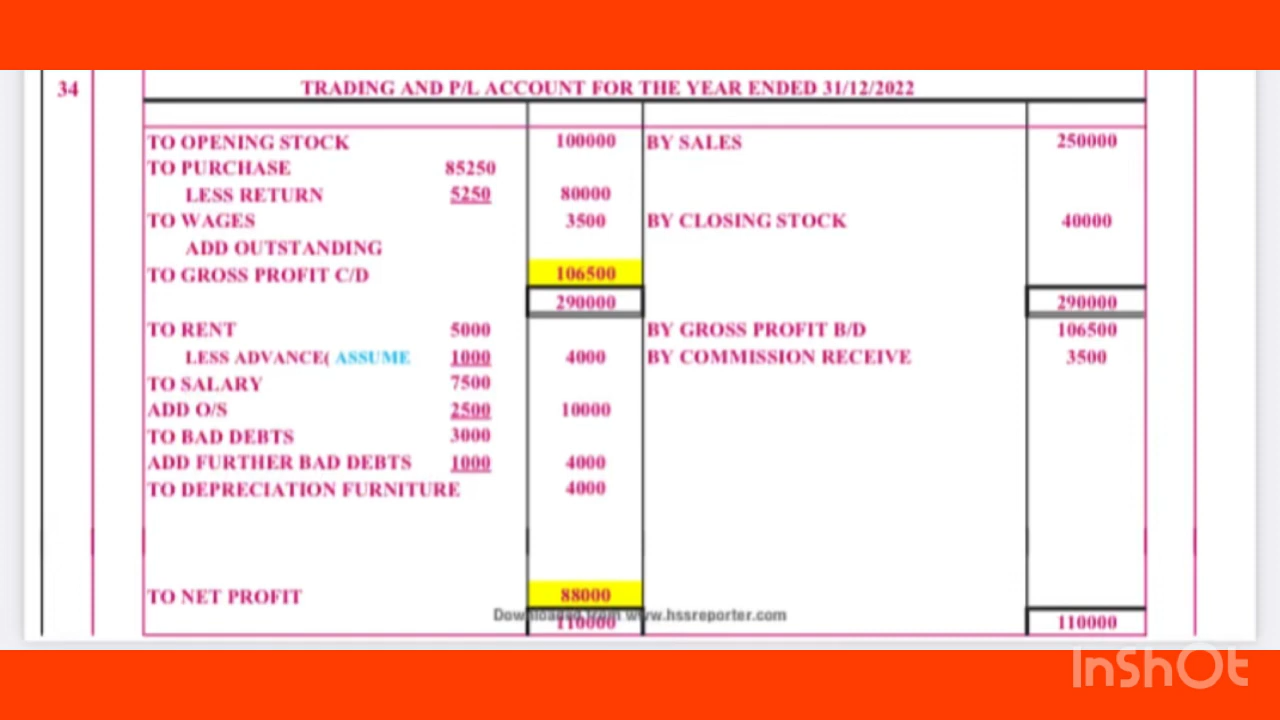 34 TRADING AND P/L ACCOUNT FOR THE YEAR ENDED 31/12/2022
TO OPENING STOCK 100000 BY SALES 250000
TO PURCHASE 85250
LESS RETURN 5250 80000
TO WAGES 3500 BY CLOSING STOCK 40000
ADD OUTSTANDING
TO GROSS PROFIT C/D 106500
290000 290000
TO RENT 5000 BY GROSS PROFIT B/D 106500
LESS ADVANCE( ASSUME 1000 4000 BY COMMISSION RECEIVE 3500
TO SALARY 7500
ADD O/S 2500 10000
TO BAD DEBTS 3000
ADD FURTHER BAD DEBTS 1000 4000
TO DEPRECIATION FURNITURE 4000
TO NET PROFIT 88000
Downloaded from www.hssreporter.com
110000 110000
InShOt